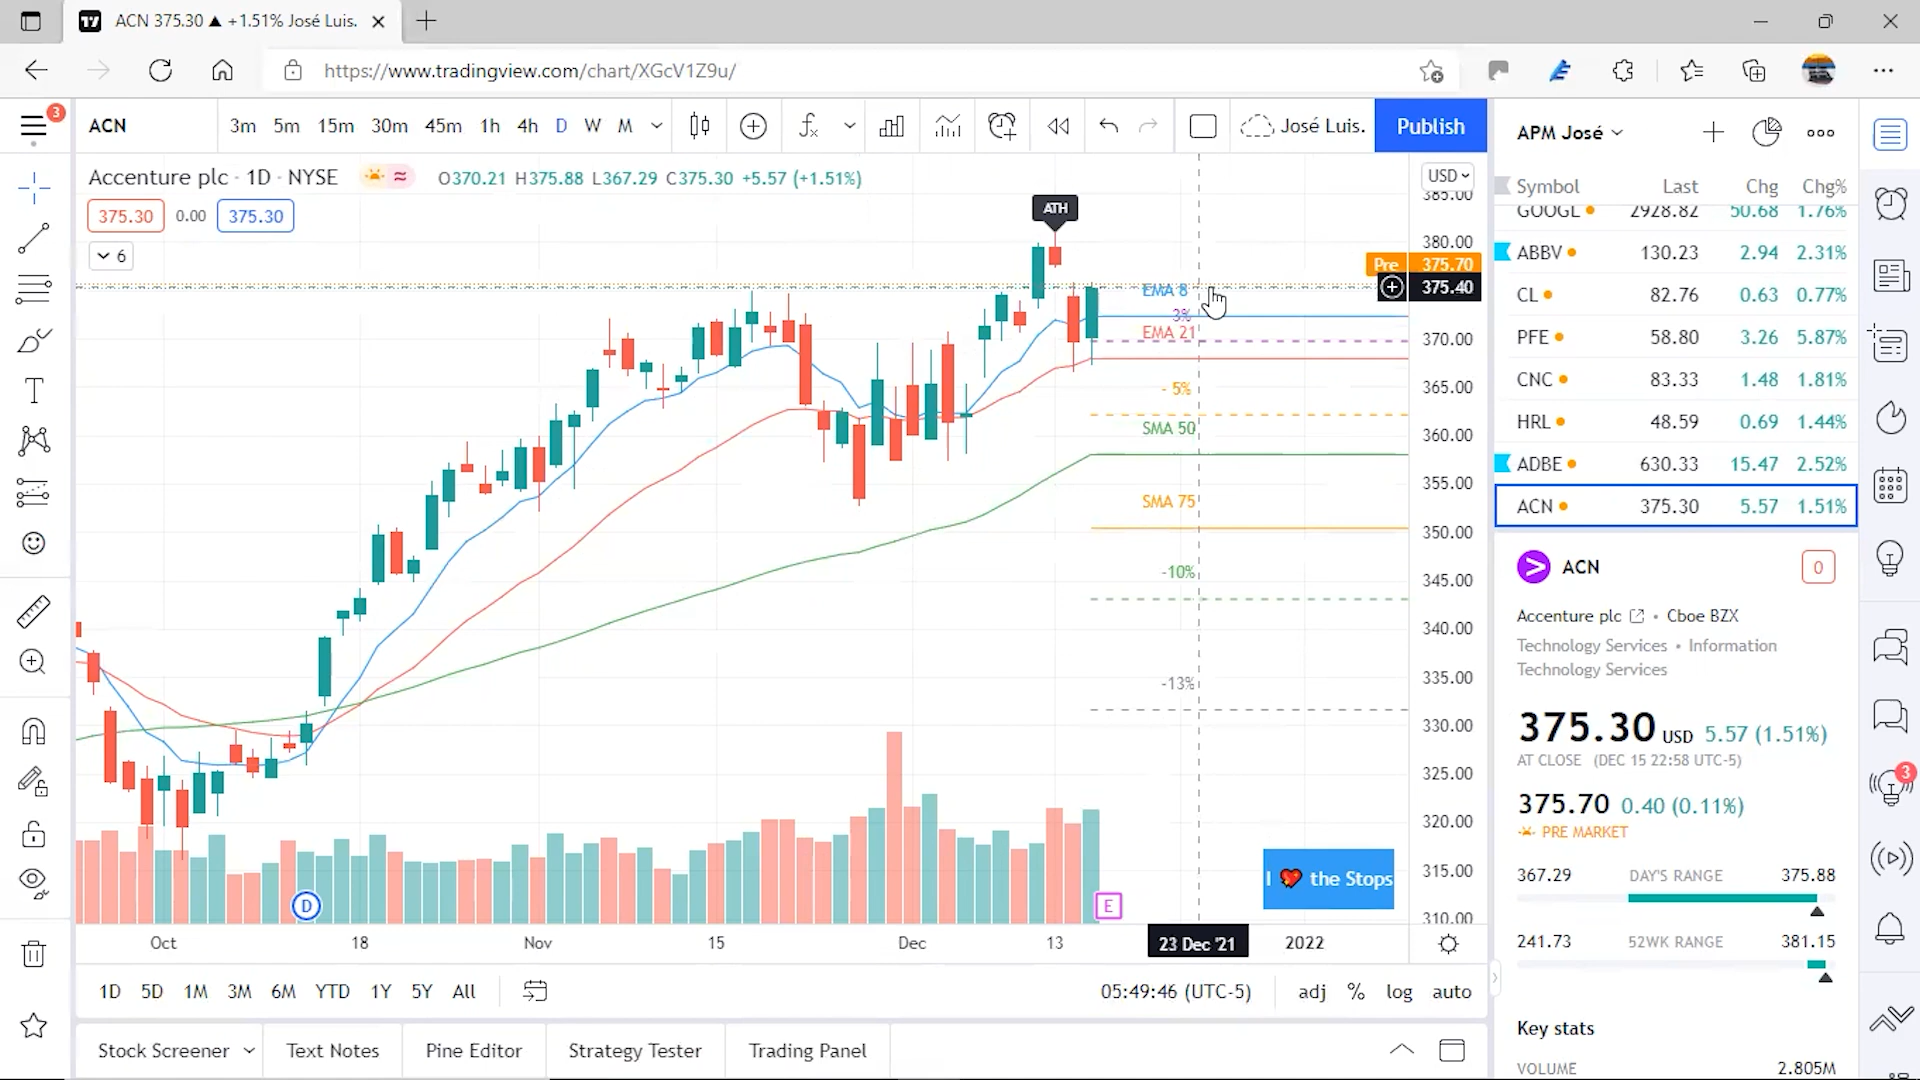 ACN 375.30 ▲ +1.51% José Luis.
https://www.tradingview.com/chart/XGcV1Z9u/
3
ACN
3m 5m 15m 30m 45m 1h 4h D W M
José Luis.
Publish
Accenture plc · 1D · NYSE
O370.21 H375.88 L367.29 C375.30 +5.57 (+1.51%)
375.30 0.00 375.30
6
ATH
EMA 8
3%
EMA 21
- 5%
SMA 50
SMA 75
-10%
-13%
I ❤ the Stops
D
E
USD
385.00
380.00
Pre 375.70
375.40
370.00
365.00
360.00
355.00
350.00
345.00
340.00
335.00
330.00
325.00
320.00
315.00
310.00
Oct 18 Nov 15 Dec 13 23 Dec '21 2022
1D 5D 1M 3M 6M YTD 1Y 5Y All
05:49:46 (UTC-5) adj % log auto
Stock Screener Text Notes Pine Editor Strategy Tester Trading Panel
APM José
Symbol Last Chg Chg%
GOOGL 2928.82 50.68 1.76%
ABBV 130.23 2.94 2.31%
CL 82.76 0.63 0.77%
PFE 58.80 3.26 5.87%
CNC 83.33 1.48 1.81%
HRL 48.59 0.69 1.44%
ADBE 630.33 15.47 2.52%
ACN 375.30 5.57 1.51%
ACN 0
Accenture plc • Cboe BZX
Technology Services • Information
Technology Services
375.30 USD 5.57 (1.51%)
AT CLOSE (DEC 15 22:58 UTC-5)
375.70 0.40 (0.11%)
PRE MARKET
367.29 DAY'S RANGE 375.88
241.73 52WK RANGE 381.15
Key stats
VOLUME 2.805M
3